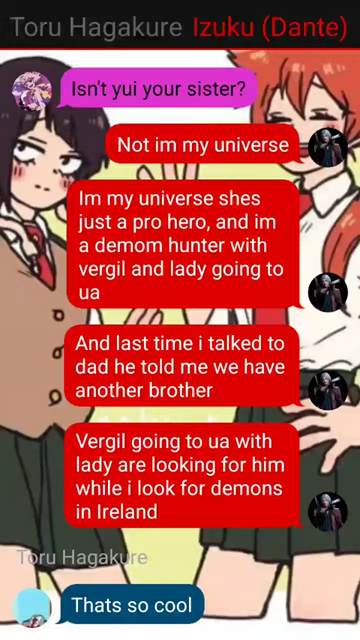 Toru Hagakure Izuku (Dante)
Isn't yui your sister?
Not im my universe
Im my universe shes
just a pro hero, and im
a demom hunter with
vergil and lady going to
ua
And last time i talked to
dad he told me we have
another brother
Vergil going to ua with
lady are looking for him
while i look for demons
in Ireland
Toru Hagakure
Thats so cool